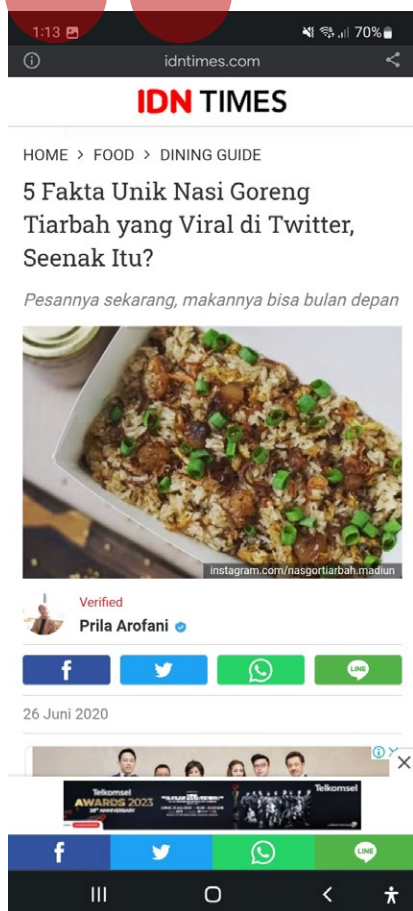 1:13
70%
idntimes.com
IDN TIMES
HOME > FOOD > DINING GUIDE
5 Fakta Unik Nasi Goreng
Tiarbah yang Viral di Twitter,
Seenak Itu?
Pesannya sekarang, makannya bisa bulan depan
instagram.com/nasgortiarbah.madiun
Verified
Prila Arofani
LINE
26 Juni 2020
Telkomsel
AWARDS 2023
Telkomsel
LINE